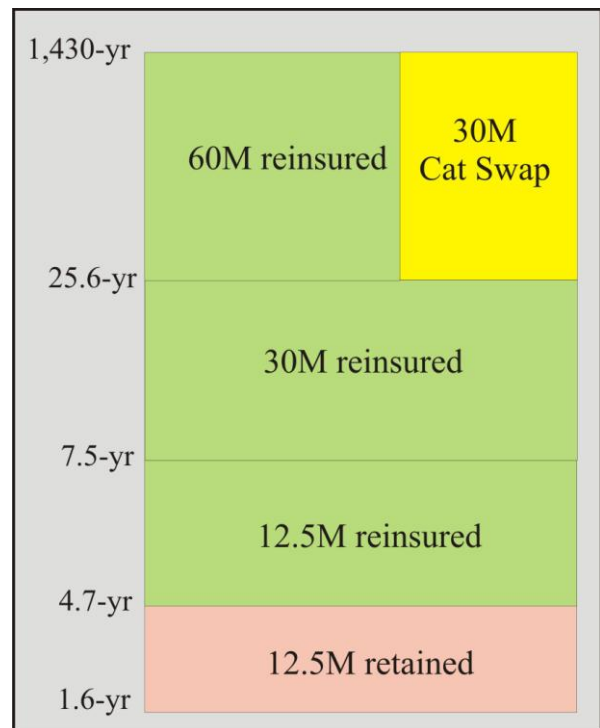 1,430-yr
60M reinsured
30M
Cat Swap
25.6-yr
30M reinsured
7.5-yr
12.5M reinsured
4.7-yr
12.5M retained
1.6-yr